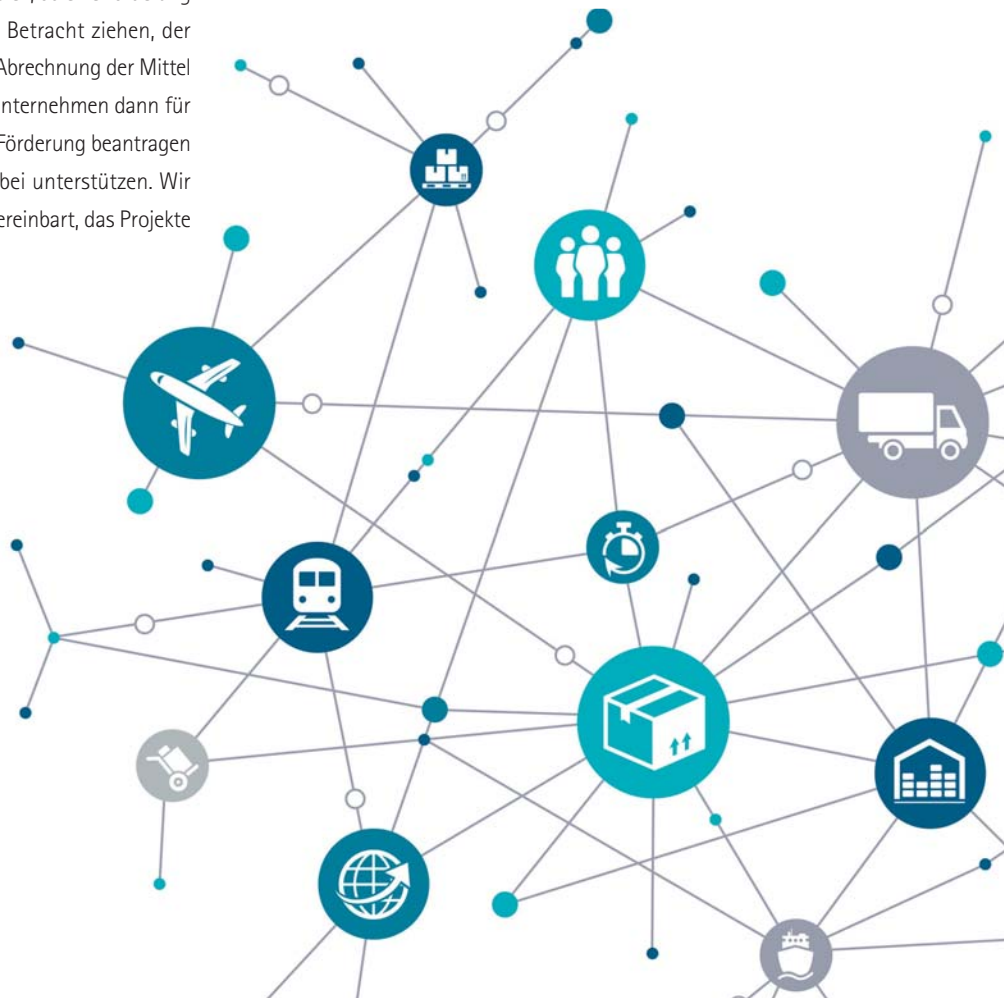 Betracht ziehen, der
Abrechnung der Mittel
nternehmen dann für
Förderung beantragen
bei unterstützen. Wir
ereinbart, das Projekte